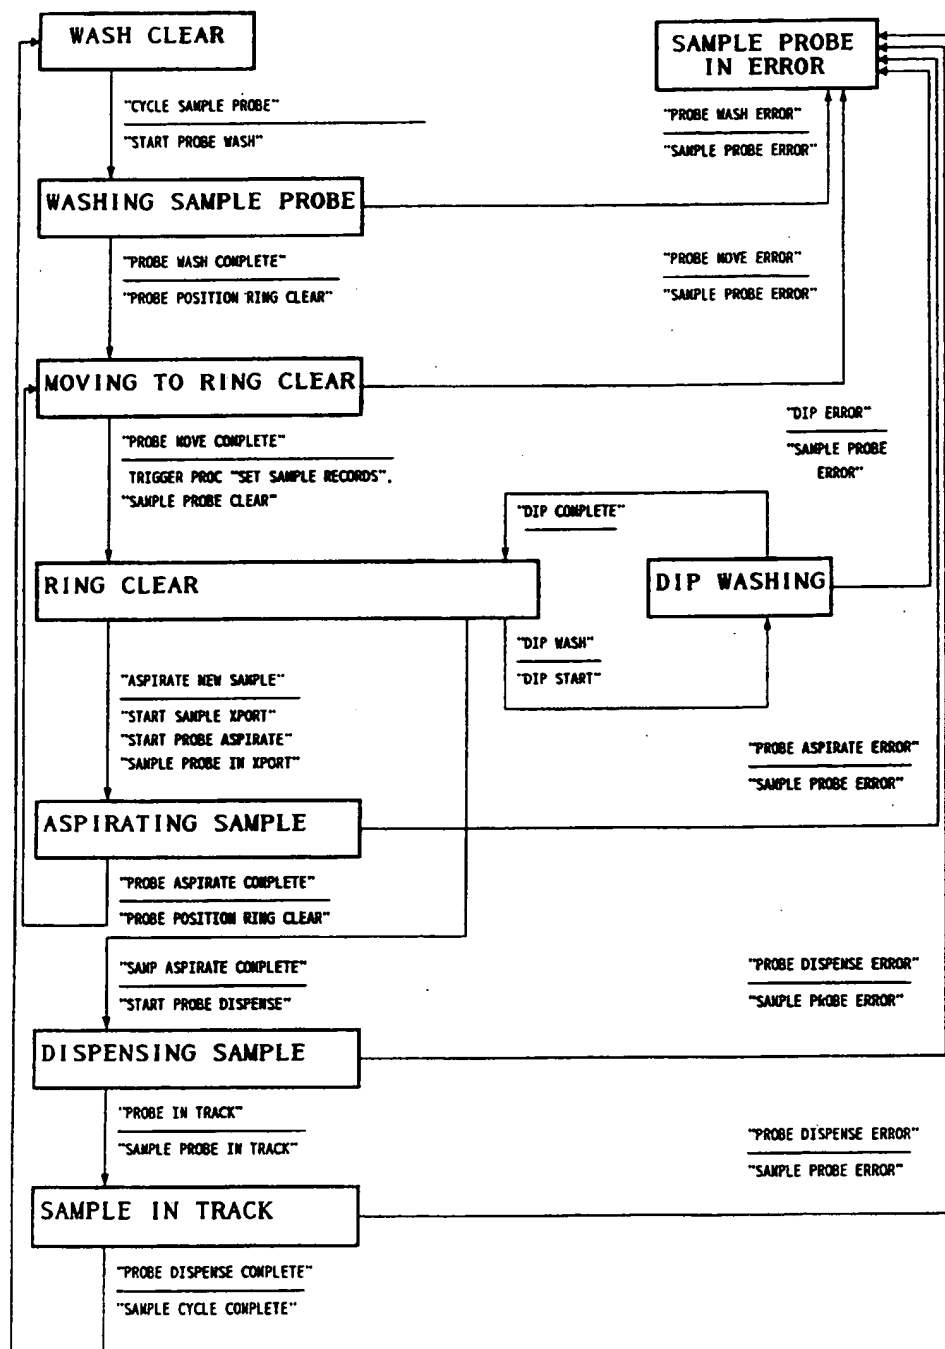 WASH CLEAR
SAMPLE PROBE
IN ERROR
"CYCLE SAMPLE PROBE"
"START PROBE WASH"
"PROBE WASH ERROR"
"SAMPLE PROBE ERROR"
WASHING SAMPLE PROBE
"PROBE WASH COMPLETE"
"PROBE POSITION RING CLEAR"
"PROBE MOVE ERROR"
"SAMPLE PROBE ERROR"
MOVING TO RING CLEAR
"PROBE MOVE COMPLETE"
TRIGGER PROC "SET SAMPLE RECORDS".
"SAMPLE PROBE CLEAR"
"DIP ERROR"
"SAMPLE PROBE
ERROR"
"DIP COMPLETE"
RING CLEAR
DIP WASHING
"DIP WASH"
"DIP START"
"ASPIRATE NEW SAMPLE"
"START SAMPLE XPORT"
"START PROBE ASPIRATE"
"SAMPLE PROBE IN XPORT"
"PROBE ASPIRATE ERROR"
"SAMPLE PROBE ERROR"
ASPIRATING SAMPLE
"PROBE ASPIRATE COMPLETE"
"PROBE POSITION RING CLEAR"
"SAMP ASPIRATE COMPLETE"
"START PROBE DISPENSE"
"PROBE DISPENSE ERROR"
"SAMPLE PROBE ERROR"
DISPENSING SAMPLE
"PROBE IN TRACK"
"SAMPLE PROBE IN TRACK"
"PROBE DISPENSE ERROR"
"SAMPLE PROBE ERROR"
SAMPLE IN TRACK
"PROBE DISPENSE COMPLETE"
"SAMPLE CYCLE COMPLETE"